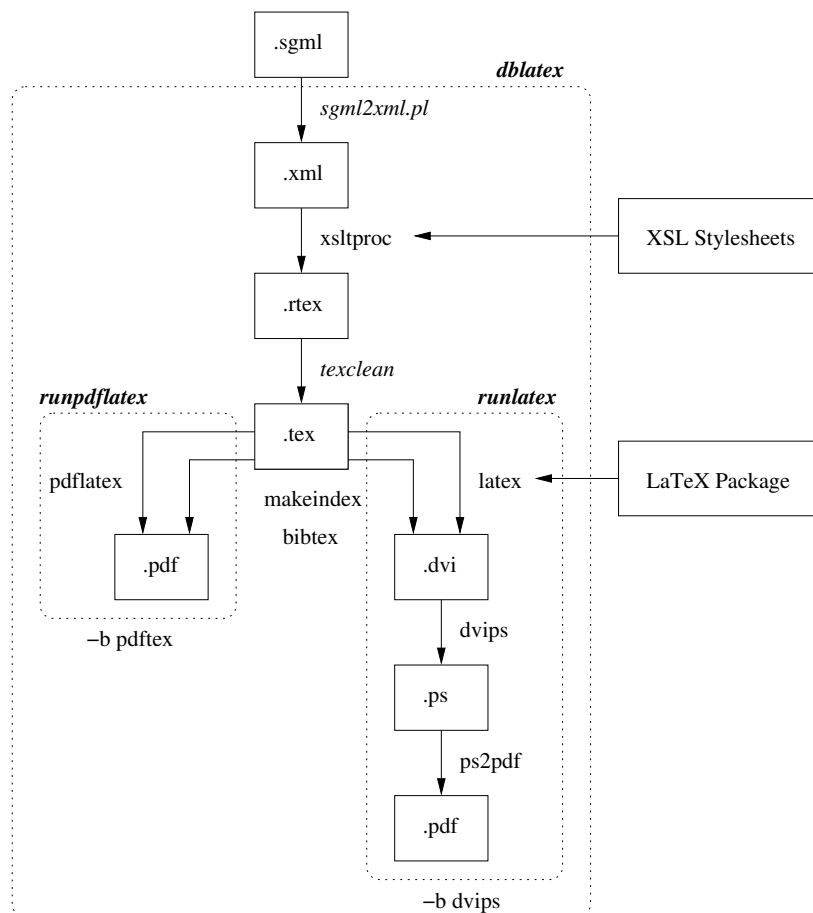 .sgml
dblatex
sgml2xml.pl
.xml
xsltproc
XSL Stylesheets
.rtex
texclean
runpdflatex
runlatex
.tex
pdflatex
latex
LaTeX Package
makeindex
bibtex
.pdf
.dvi
−b pdftex
dvips
.ps
ps2pdf
.pdf
−b dvips